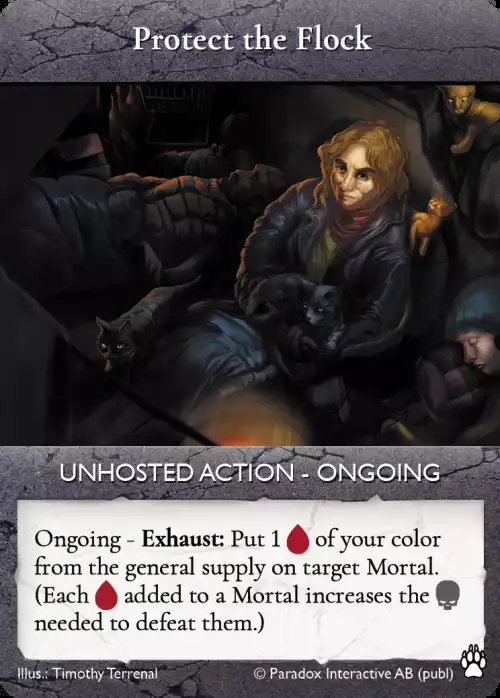 Protect the Flock
UNHOSTED ACTION - ONGOING
Ongoing - Exhaust: Put 1 of your color
from the general supply on target Mortal.
(Each added to a Mortal increases the
needed to defeat them.)
Illus.: Timothy Terrenal © Paradox Interactive AB (publ)